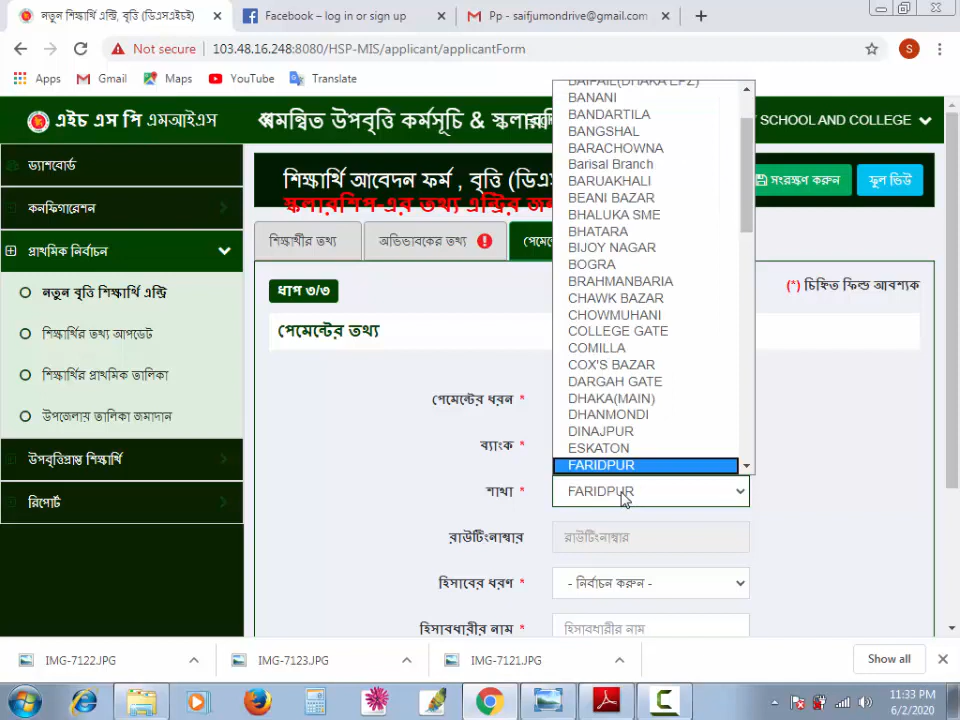 নতুন শিক্ষার্থি এন্ট্রি, বৃত্তি (ডিএসএইচই)
Facebook – log in or sign up
Pp - saifjumondrive@gmail.com
Not secure
103.48.16.248:8080/HSP-MIS/applicant/applicantForm
S
Apps
Gmail
Maps
YouTube
Translate
এইচ এস পি এমআইএস
সমন্বিত উপবৃত্তি কর্মসূচি & স্কলার
SCHOOL AND COLLEGE
ড্যাশবোর্ড
কনফিগারেশন
প্রাথমিক নির্বাচন
নতুন বৃত্তি শিক্ষার্থি এন্ট্রি
শিক্ষার্থির তথ্য আপডেট
শিক্ষার্থির প্রাথমিক তালিকা
উপজেলায় তালিকা জমাদান
উপবৃত্তিপ্রাপ্ত শিক্ষার্থি
রিপোর্ট
শিক্ষার্থি আবেদন ফর্ম , বৃত্তি (ডিএস
স্কলারশিপ-এর তথ্য এন্ট্রির জন
সংরক্ষণ করুন
ফুল ভিউ
শিক্ষার্থীর তথ্য
অভিভাবকের তথ্য
পেমে
ধাপ ৩/৩
(*) চিহ্নিত ফিল্ড আবশ্যক
পেমেন্টের তথ্য
পেমেন্টের ধরন *
ব্যাংক *
শাখা *
FARIDPUR
রাউটিংনাম্বার
রাউটিংনাম্বার
হিসাবের ধরণ *
- নির্বাচন করুন -
হিসাবধারীর নাম *
হিসাবধারীর নাম
BAIPAIL(DHAKA EPZ)
BANANI
BANDARTILA
BANGSHAL
BARACHOWNA
Barisal Branch
BARUAKHALI
BEANI BAZAR
BHALUKA SME
BHATARA
BIJOY NAGAR
BOGRA
BRAHMANBARIA
CHAWK BAZAR
CHOWMUHANI
COLLEGE GATE
COMILLA
COX'S BAZAR
DARGAH GATE
DHAKA(MAIN)
DHANMONDI
DINAJPUR
ESKATON
FARIDPUR
IMG-7122.JPG
IMG-7123.JPG
IMG-7121.JPG
Show all
11:33 PM
6/2/2020